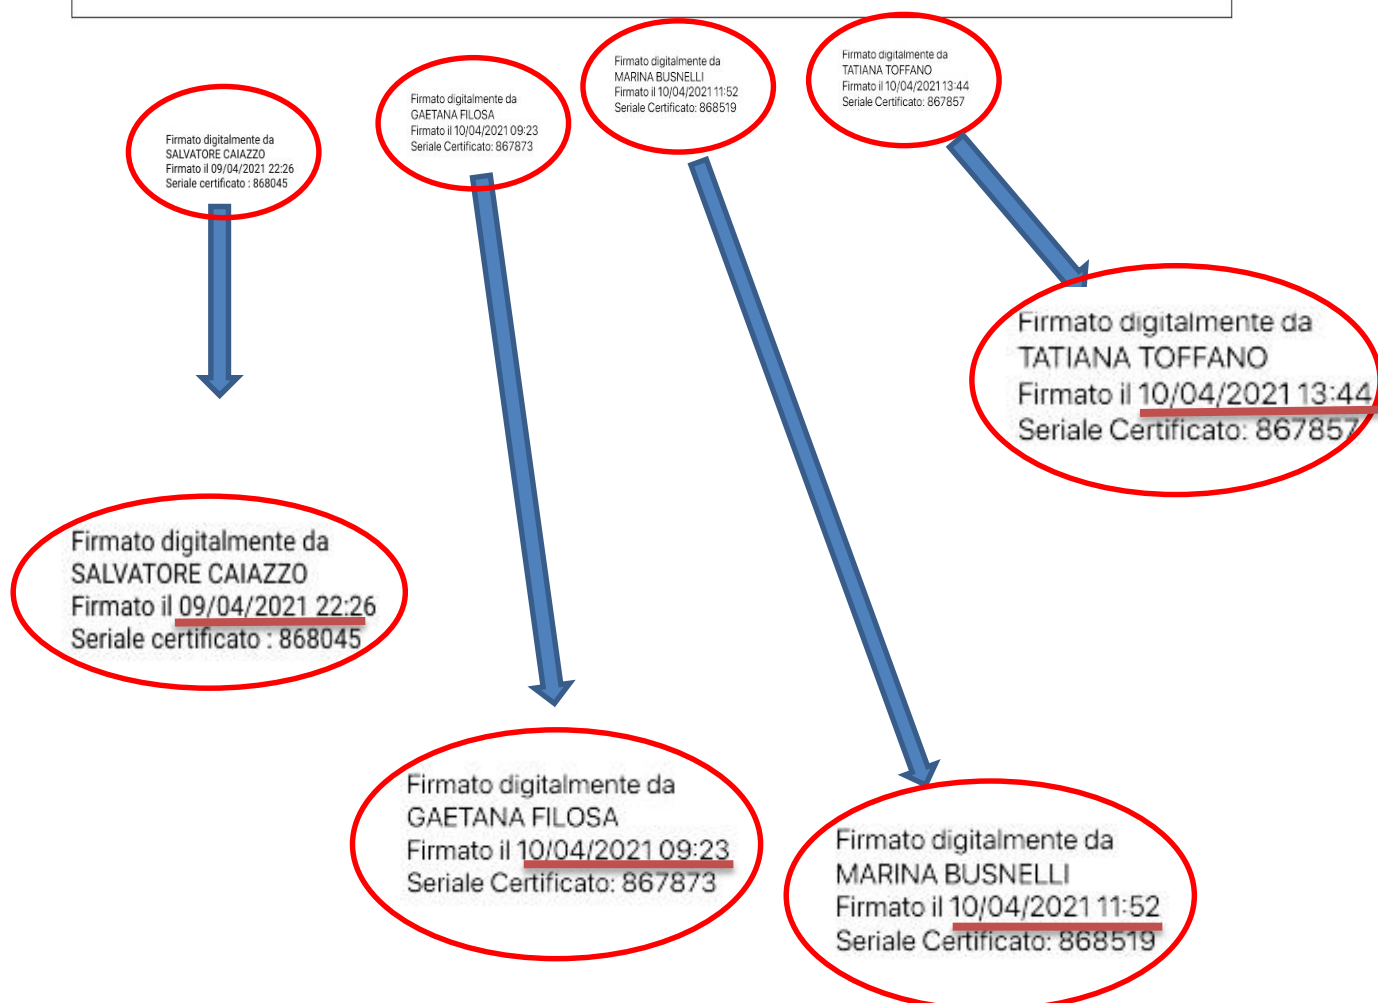 Firmato digitalmente da
SALVATORE CAIAZZO
Firmato il 09/04/2021 22:26
Seriale certificato : 868045
Firmato digitalmente da
GAETANA FILOSA
Firmato il 10/04/2021 09:23
Seriale Certificato: 867873
Firmato digitalmente da
MARINA BUSNELLI
Firmato il 10/04/2021 11:52
Seriale Certificato: 868519
Firmato digitalmente da
TATIANA TOFFANO
Firmato il 10/04/2021 13:44
Seriale Certificato: 867857
Firmato digitalmente da
TATIANA TOFFANO
Firmato il 10/04/2021 13:44
Seriale Certificato: 867857
Firmato digitalmente da
SALVATORE CAIAZZO
Firmato il 09/04/2021 22:26
Seriale certificato : 868045
Firmato digitalmente da
GAETANA FILOSA
Firmato il 10/04/2021 09:23
Seriale Certificato: 867873
Firmato digitalmente da
MARINA BUSNELLI
Firmato il 10/04/2021 11:52
Seriale Certificato: 868519